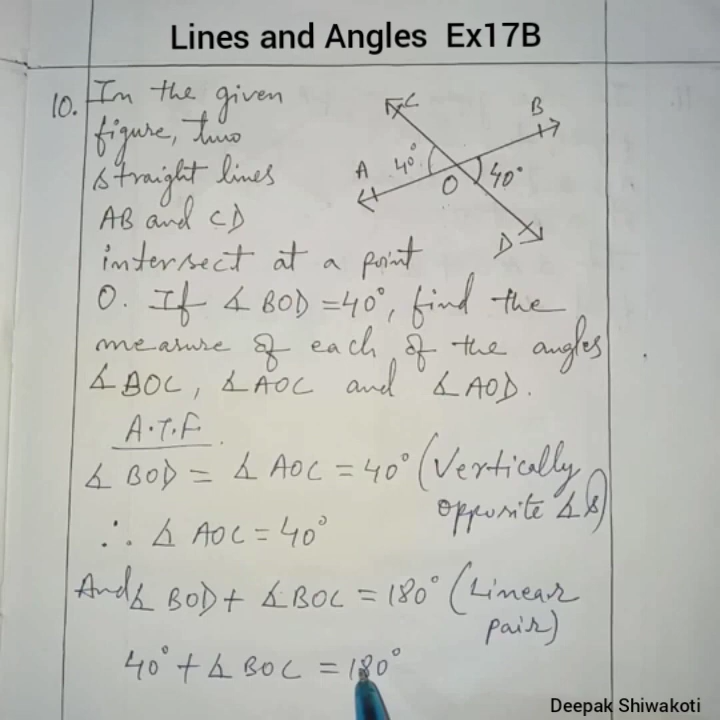 Lines and Angles Ex17B
10. In the given
figure, two
straight lines
AB and CD
intersect at a point
O. If ∡ BOD = 40°, find the
measure of each of the angles
∡ BOC, ∡ AOC and ∡ AOD.
C
B
A
40°
O
40°
D
A.T.F.
∡ BOD = ∡ AOC = 40° (Vertically
opposite ∡s)
∴ ∡ AOC = 40°
And ∡ BOD + ∡ BOC = 180° (Linear
pair)
40° + ∡ BOC = 180°
Deepak Shiwakoti